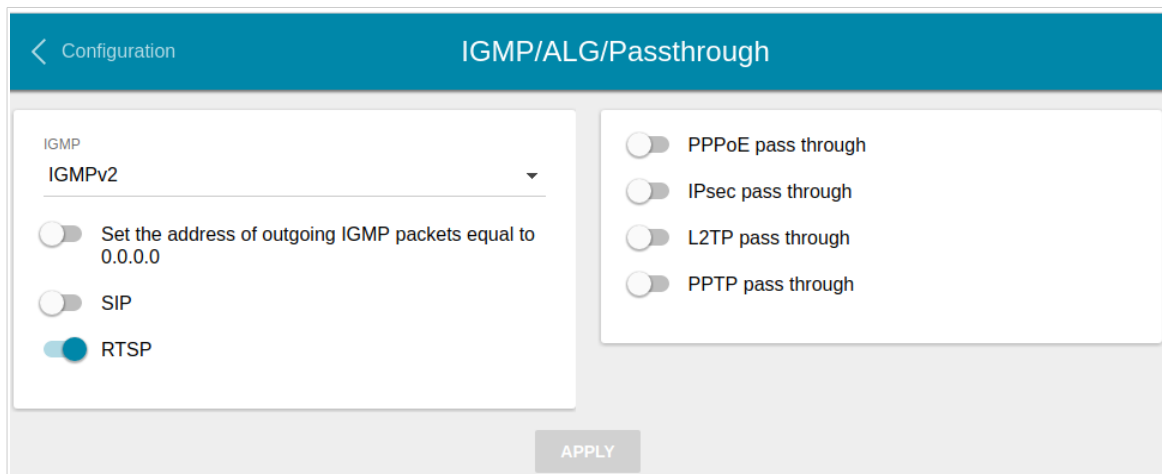 Configuration
IGMP/ALG/Passthrough
IGMP
IGMPv2
Set the address of outgoing IGMP packets equal to
0.0.0.0
SIP
RTSP
PPPoE pass through
IPsec pass through
L2TP pass through
PPTP pass through
APPLY